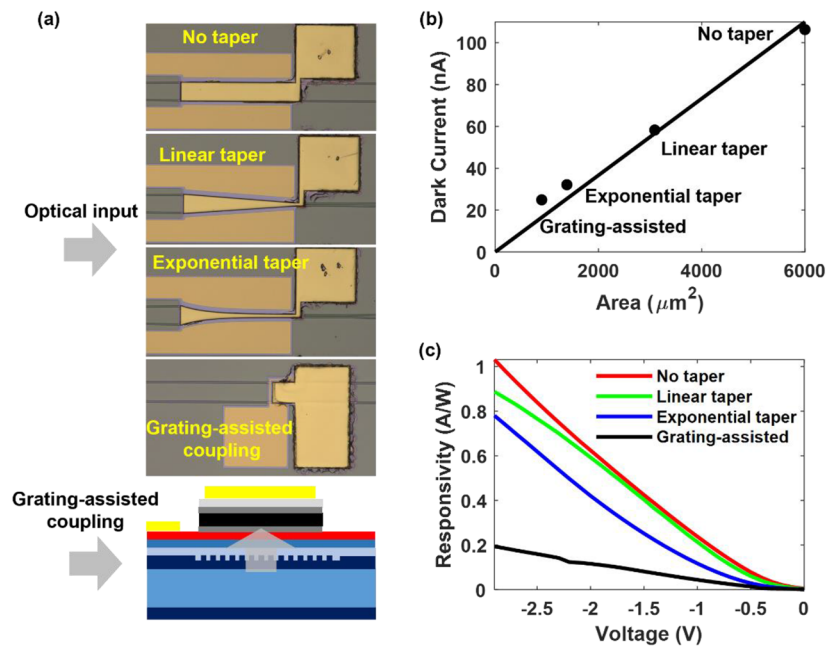 (a)
No taper
Linear taper
Optical input
Exponential taper
Grating-assisted
coupling
Grating-assisted
coupling
(b)
Dark Current (nA)
100
80
60
40
20
0
No taper
Linear taper
Exponential taper
Grating-assisted
0
2000
4000
6000
Area (μm²)
(c)
Responsivity (A/W)
1
0.8
0.6
0.4
0.2
0
No taper
Linear taper
Exponential taper
Grating-assisted
-2.5
-2
-1.5
-1
-0.5
0
Voltage (V)